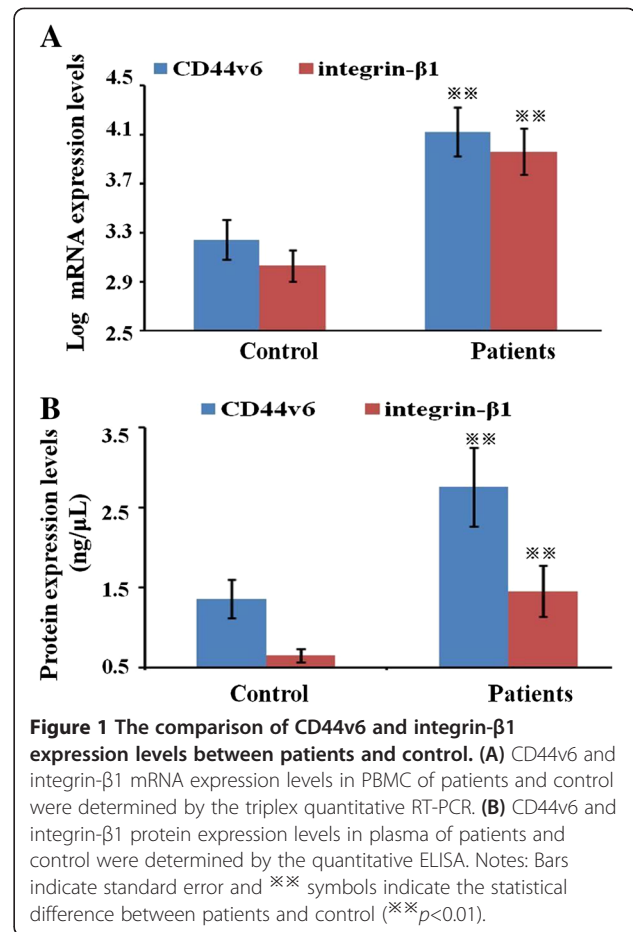 A
CD44v6 integrin-β1
※※ ※※
Log mRNA expression levels
4.5
4.1
3.7
3.3
2.9
2.5
Control Patients
B
CD44v6 integrin-β1
※※
※※
Protein expression levels
(ng/μL)
3.5
2.5
1.5
0.5
Control Patients
Figure 1 The comparison of CD44v6 and integrin-β1
expression levels between patients and control. (A) CD44v6 and
integrin-β1 mRNA expression levels in PBMC of patients and control
were determined by the triplex quantitative RT-PCR. (B) CD44v6 and
integrin-β1 protein expression levels in plasma of patients and
control were determined by the quantitative ELISA. Notes: Bars
indicate standard error and ※※ symbols indicate the statistical
difference between patients and control (※※p<0.01).